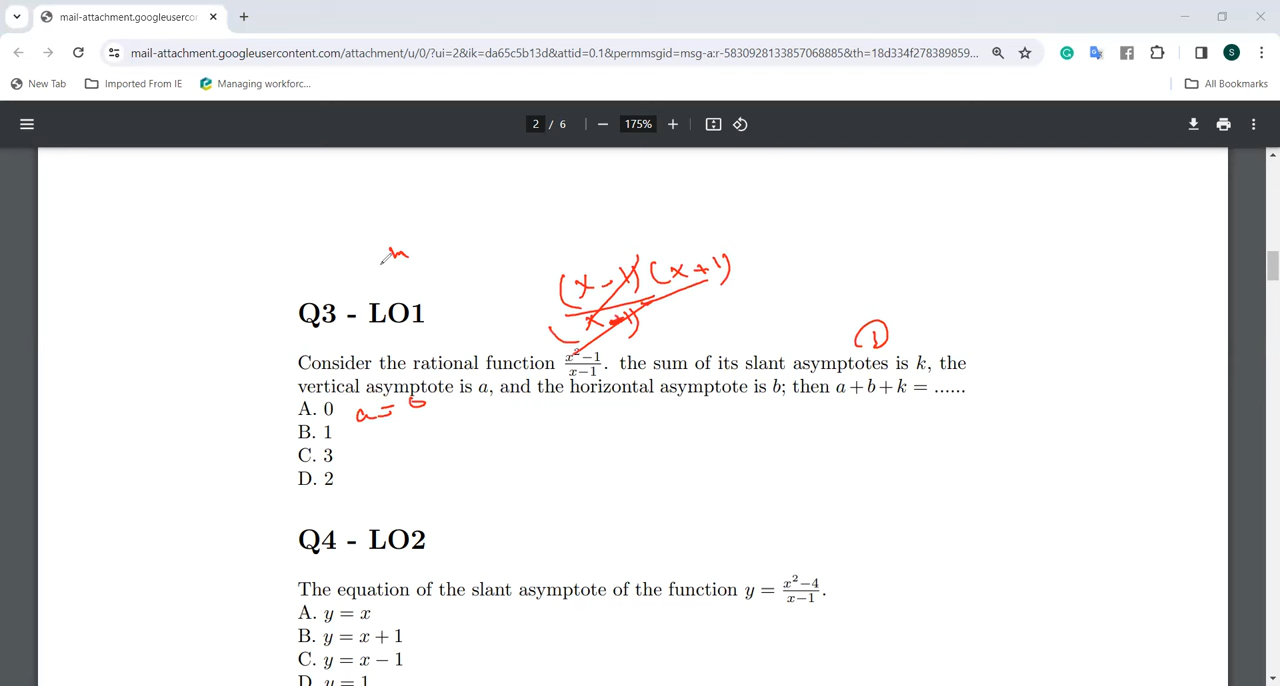 mail-attachment.googleuserco
mail-attachment.googleusercontent.com/attachment/u/0/?ui=2&ik=da65c5b13d&attid=0.1&permmsgid=msg-a:r-5830928133857068885&th=18d334f278389859...
S
New Tab
Imported From IE
Managing workforc...
All Bookmarks
2 / 6
175%
(x-1)(x+1)
Q3 - LO1
Consider the rational function x²−1/x−1. the sum of its slant asymptotes is k, the
vertical asymptote is a, and the horizontal asymptote is b; then a + b + k = ......
A. 0
a=
B. 1
C. 3
D. 2
Q4 - LO2
The equation of the slant asymptote of the function y = x²−4/x−1.
A. y = x
B. y = x + 1
C. y = x − 1
D. y = 1